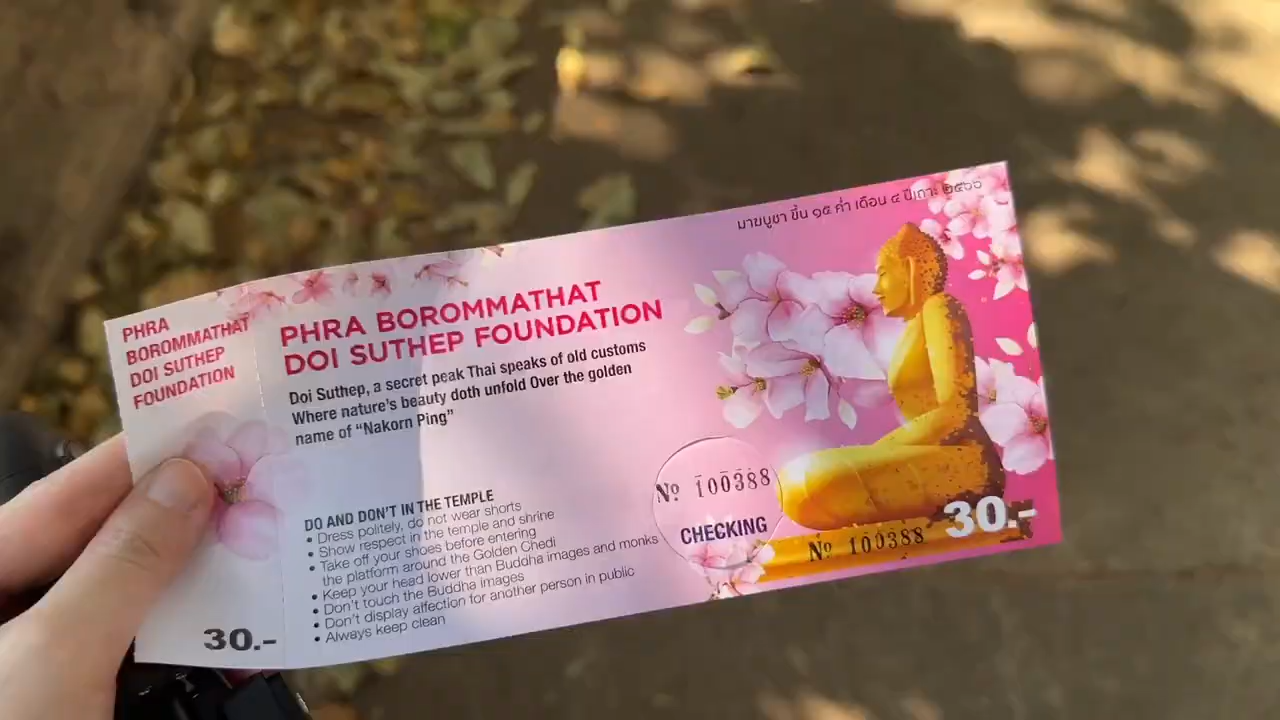 PHRA
BOROMMATHAT
DOI SUTHEP
FOUNDATION
30.-
PHRA BOROMMATHAT
DOI SUTHEP FOUNDATION
Doi Suthep, a secret peak Thai speaks of old customs
Where nature's beauty doth unfold Over the golden
name of “Nakorn Ping”
DO AND DON'T IN THE TEMPLE
• Dress politely, do not wear shorts
• Show respect in the temple and shrine
• Take off your shoes before entering
the platform around the Golden Chedi
• Keep your head lower than Buddha images and monks
• Don't touch the Buddha images
• Don't display affection for another person in public
• Always keep clean
มาฆบูชา ขึ้น ๑๕ ค่ำ เดือน ๔ ปีเถาะ ๒๕๖๖
Nº 100388
CHECKING
30.-
Nº 100388